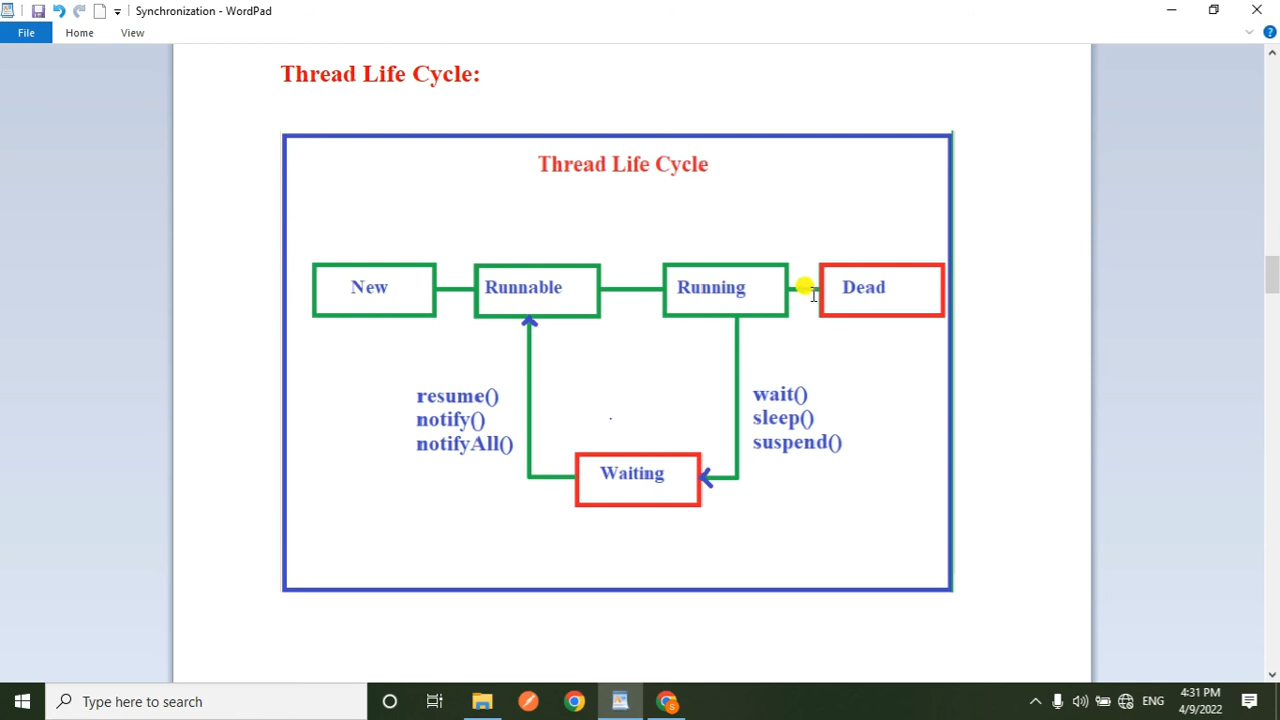 Synchronization - WordPad
File Home View
Thread Life Cycle:
Thread Life Cycle
New Runnable Running Dead
resume()
notify()
notifyAll()
wait()
sleep()
suspend()
Waiting
Type here to search
ENG
4:31 PM
4/9/2022